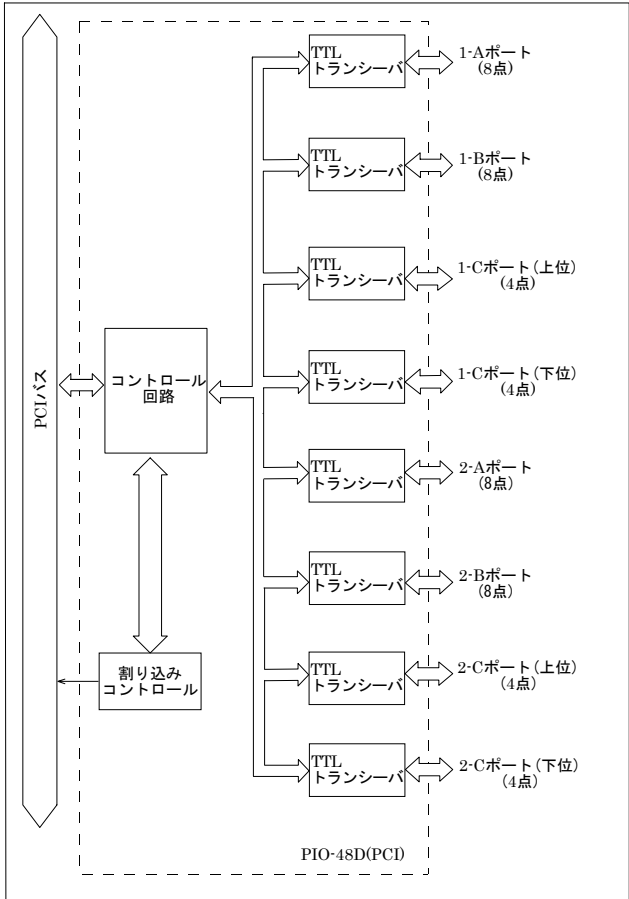 TTL
トランシーバ
1-Aポート
(8点)
TTL
トランシーバ
1-Bポート
(8点)
TTL
トランシーバ
1-Cポート(上位)
(4点)
PCIバス
コントロール
回路
TTL
トランシーバ
1-Cポート(下位)
(4点)
TTL
トランシーバ
2-Aポート
(8点)
TTL
トランシーバ
2-Bポート
(8点)
割り込み
コントロール
TTL
トランシーバ
2-Cポート(上位)
(4点)
TTL
トランシーバ
2-Cポート(下位)
(4点)
PIO-48D(PCI)